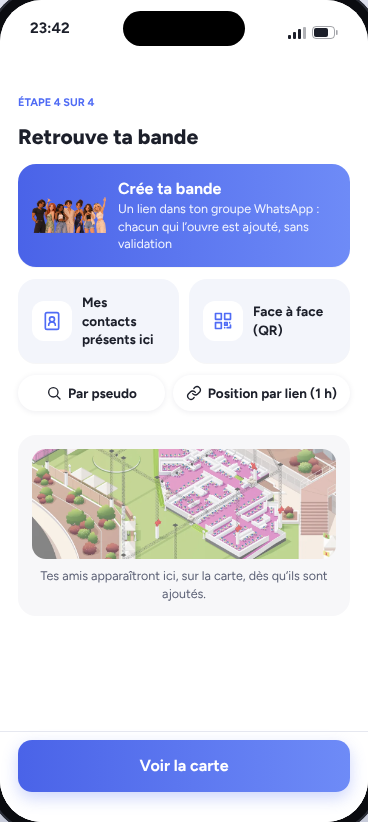 23:42
ÉTAPE 4 SUR 4
Retrouve ta bande
Crée ta bande
Un lien dans ton groupe WhatsApp :
chacun qui l'ouvre est ajouté, sans
validation
Mes
contacts
présents ici
Face à face
(QR)
Par pseudo
Position par lien (1 h)
Tes amis apparaîtront ici, sur la carte, dès qu'ils sont
ajoutés.
Voir la carte